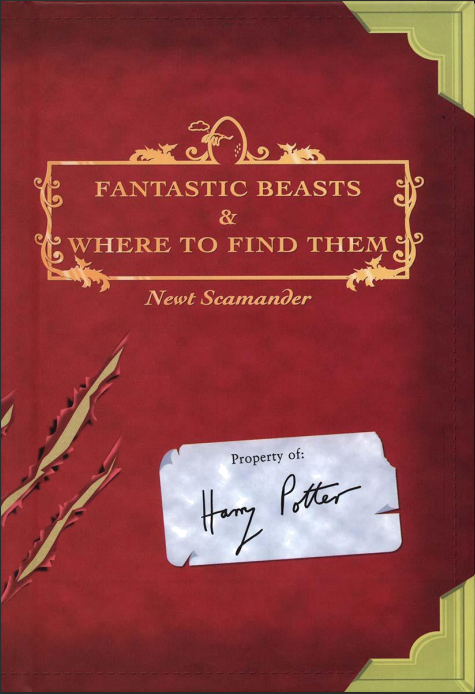 FANTASTIC BEASTS
&
WHERE TO FIND THEM
Newt Scamander
Property of:
Harry Potter